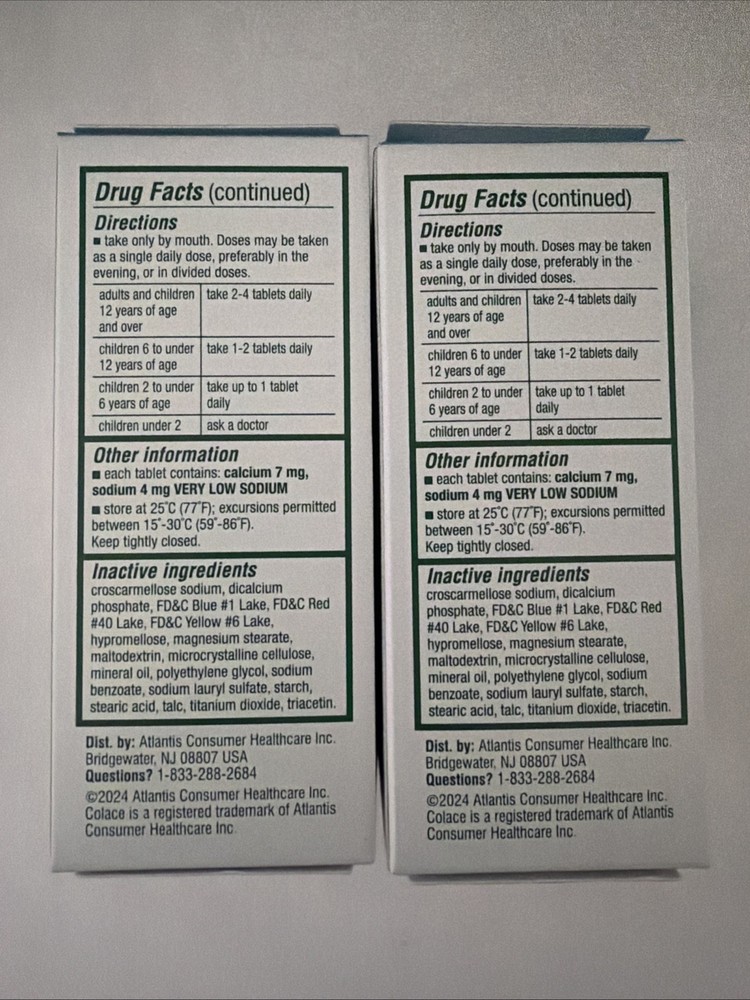 Drug Facts (continued)
Directions
■ take only by mouth. Doses may be taken
as a single daily dose, preferably in the
evening, or in divided doses.
adults and children take 2-4 tablets daily
12 years of age
and over
children 6 to under take 1-2 tablets daily
12 years of age
children 2 to under take up to 1 tablet
6 years of age daily
children under 2 ask a doctor
Other information
■ each tablet contains: calcium 7 mg,
sodium 4 mg VERY LOW SODIUM
■ store at 25°C (77°F); excursions permitted
between 15°-30°C (59°-86°F).
Keep tightly closed.
Inactive ingredients
croscarmellose sodium, dicalcium
phosphate, FD&C Blue #1 Lake, FD&C Red
#40 Lake, FD&C Yellow #6 Lake,
hypromellose, magnesium stearate,
maltodextrin, microcrystalline cellulose,
mineral oil, polyethylene glycol, sodium
benzoate, sodium lauryl sulfate, starch,
stearic acid, talc, titanium dioxide, triacetin.
Dist. by: Atlantis Consumer Healthcare Inc.
Bridgewater, NJ 08807 USA
Questions? 1-833-288-2684
©2024 Atlantis Consumer Healthcare Inc.
Colace is a registered trademark of Atlantis
Consumer Healthcare Inc.
Drug Facts (continued)
Directions
■ take only by mouth. Doses may be taken
as a single daily dose, preferably in the
evening, or in divided doses.
adults and children take 2-4 tablets daily
12 years of age
and over
children 6 to under take 1-2 tablets daily
12 years of age
children 2 to under take up to 1 tablet
6 years of age daily
children under 2 ask a doctor
Other information
■ each tablet contains: calcium 7 mg,
sodium 4 mg VERY LOW SODIUM
■ store at 25°C (77°F); excursions permitted
between 15°-30°C (59°-86°F).
Keep tightly closed.
Inactive ingredients
croscarmellose sodium, dicalcium
phosphate, FD&C Blue #1 Lake, FD&C Red
#40 Lake, FD&C Yellow #6 Lake,
hypromellose, magnesium stearate,
maltodextrin, microcrystalline cellulose,
mineral oil, polyethylene glycol, sodium
benzoate, sodium lauryl sulfate, starch,
stearic acid, talc, titanium dioxide, triacetin.
Dist. by: Atlantis Consumer Healthcare Inc.
Bridgewater, NJ 08807 USA
Questions? 1-833-288-2684
©2024 Atlantis Consumer Healthcare Inc.
Colace is a registered trademark of Atlantis
Consumer Healthcare Inc.